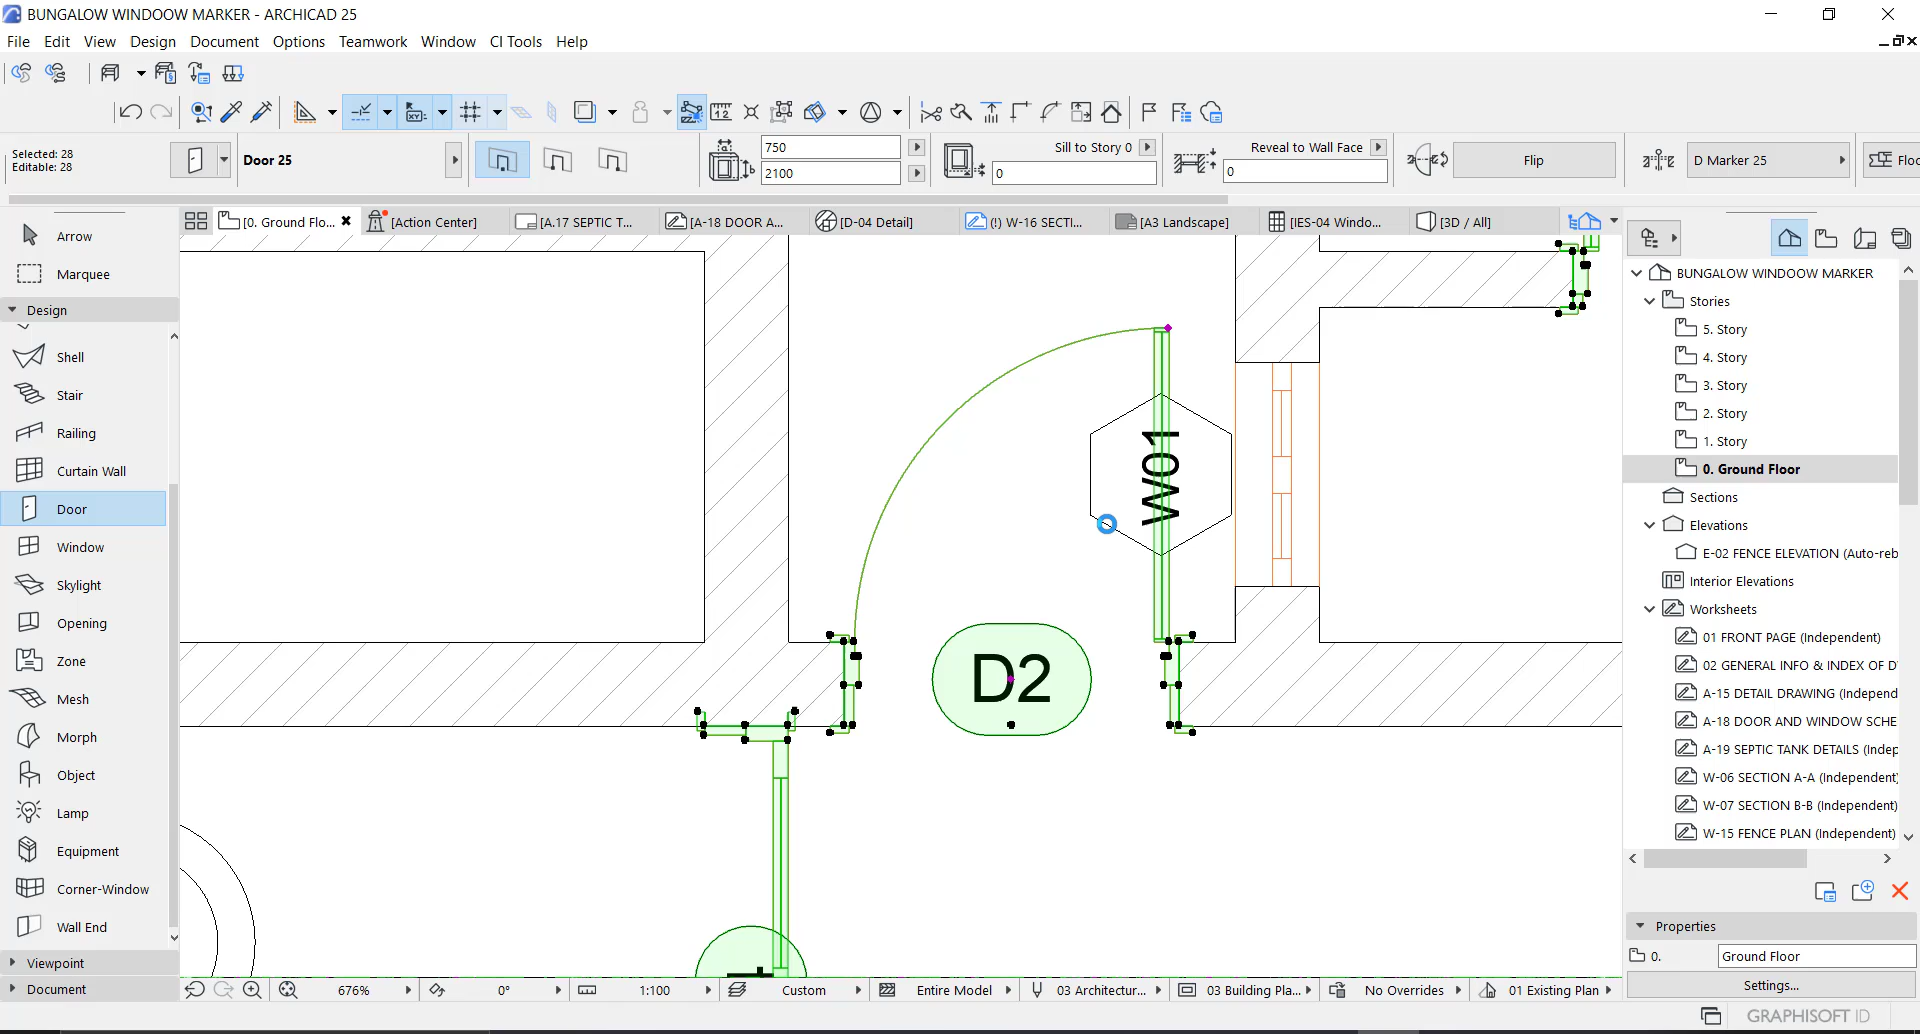 BUNGALOW WINDOOW MARKER - ARCHICAD 25
File Edit View Design Document Options Teamwork Window CI Tools Help
Selected: 28
Editable: 28
Door 25
750
2100
Sill to Story 0
0
Reveal to Wall Face
0
Flip
D Marker 25
Floo
[0. Ground Flo...
[Action Center]
[A.17 SEPTIC T...
[A-18 DOOR A...
[D-04 Detail]
(!) W-16 SECTI...
[A3 Landscape]
[IES-04 Windo...
[3D / All]
Arrow
Marquee
Design
Shell
Stair
Railing
Curtain Wall
Door
Window
Skylight
Opening
Zone
Mesh
Morph
Object
Lamp
Equipment
Corner-Window
Wall End
Viewpoint
Document
W01
D2
BUNGALOW WINDOOW MARKER
Stories
5. Story
4. Story
3. Story
2. Story
1. Story
0. Ground Floor
Sections
Elevations
E-02 FENCE ELEVATION (Auto-reb
Interior Elevations
Worksheets
01 FRONT PAGE (Independent)
02 GENERAL INFO & INDEX OF D
A-15 DETAIL DRAWING (Independ
A-18 DOOR AND WINDOW SCHE
A-19 SEPTIC TANK DETAILS (Indep
W-06 SECTION A-A (Independent)
W-07 SECTION B-B (Independent)
W-15 FENCE PLAN (Independent)
Properties
0.
Ground Floor
Settings...
676%
0°
1:100
Custom
Entire Model
03 Architectur...
03 Building Pla...
No Overrides
01 Existing Plan
GRAPHISOFT ID